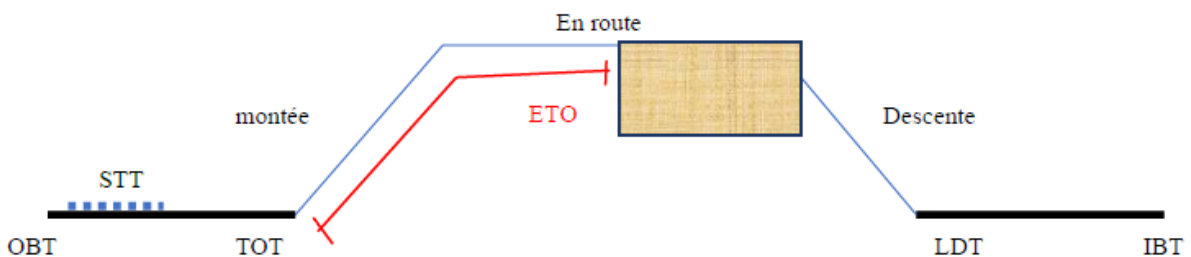 En route
montée
ETO
Descente
STT
OBT
TOT
LDT
IBT